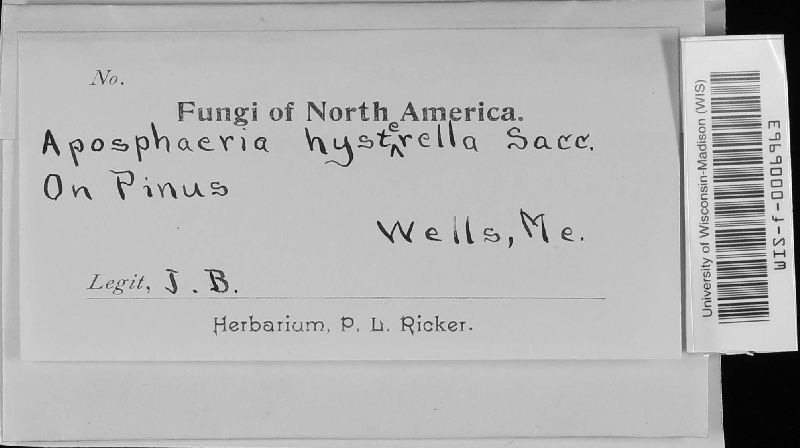 No.
Fungi of North America.
Aposphaeria hysterella Sacc.
On Pinus
Wells, Me.
Legit, J. B.
Herbarium, P. L. Ricker.
University of Wisconsin-Madison (WIS)
WIS-f-0006963